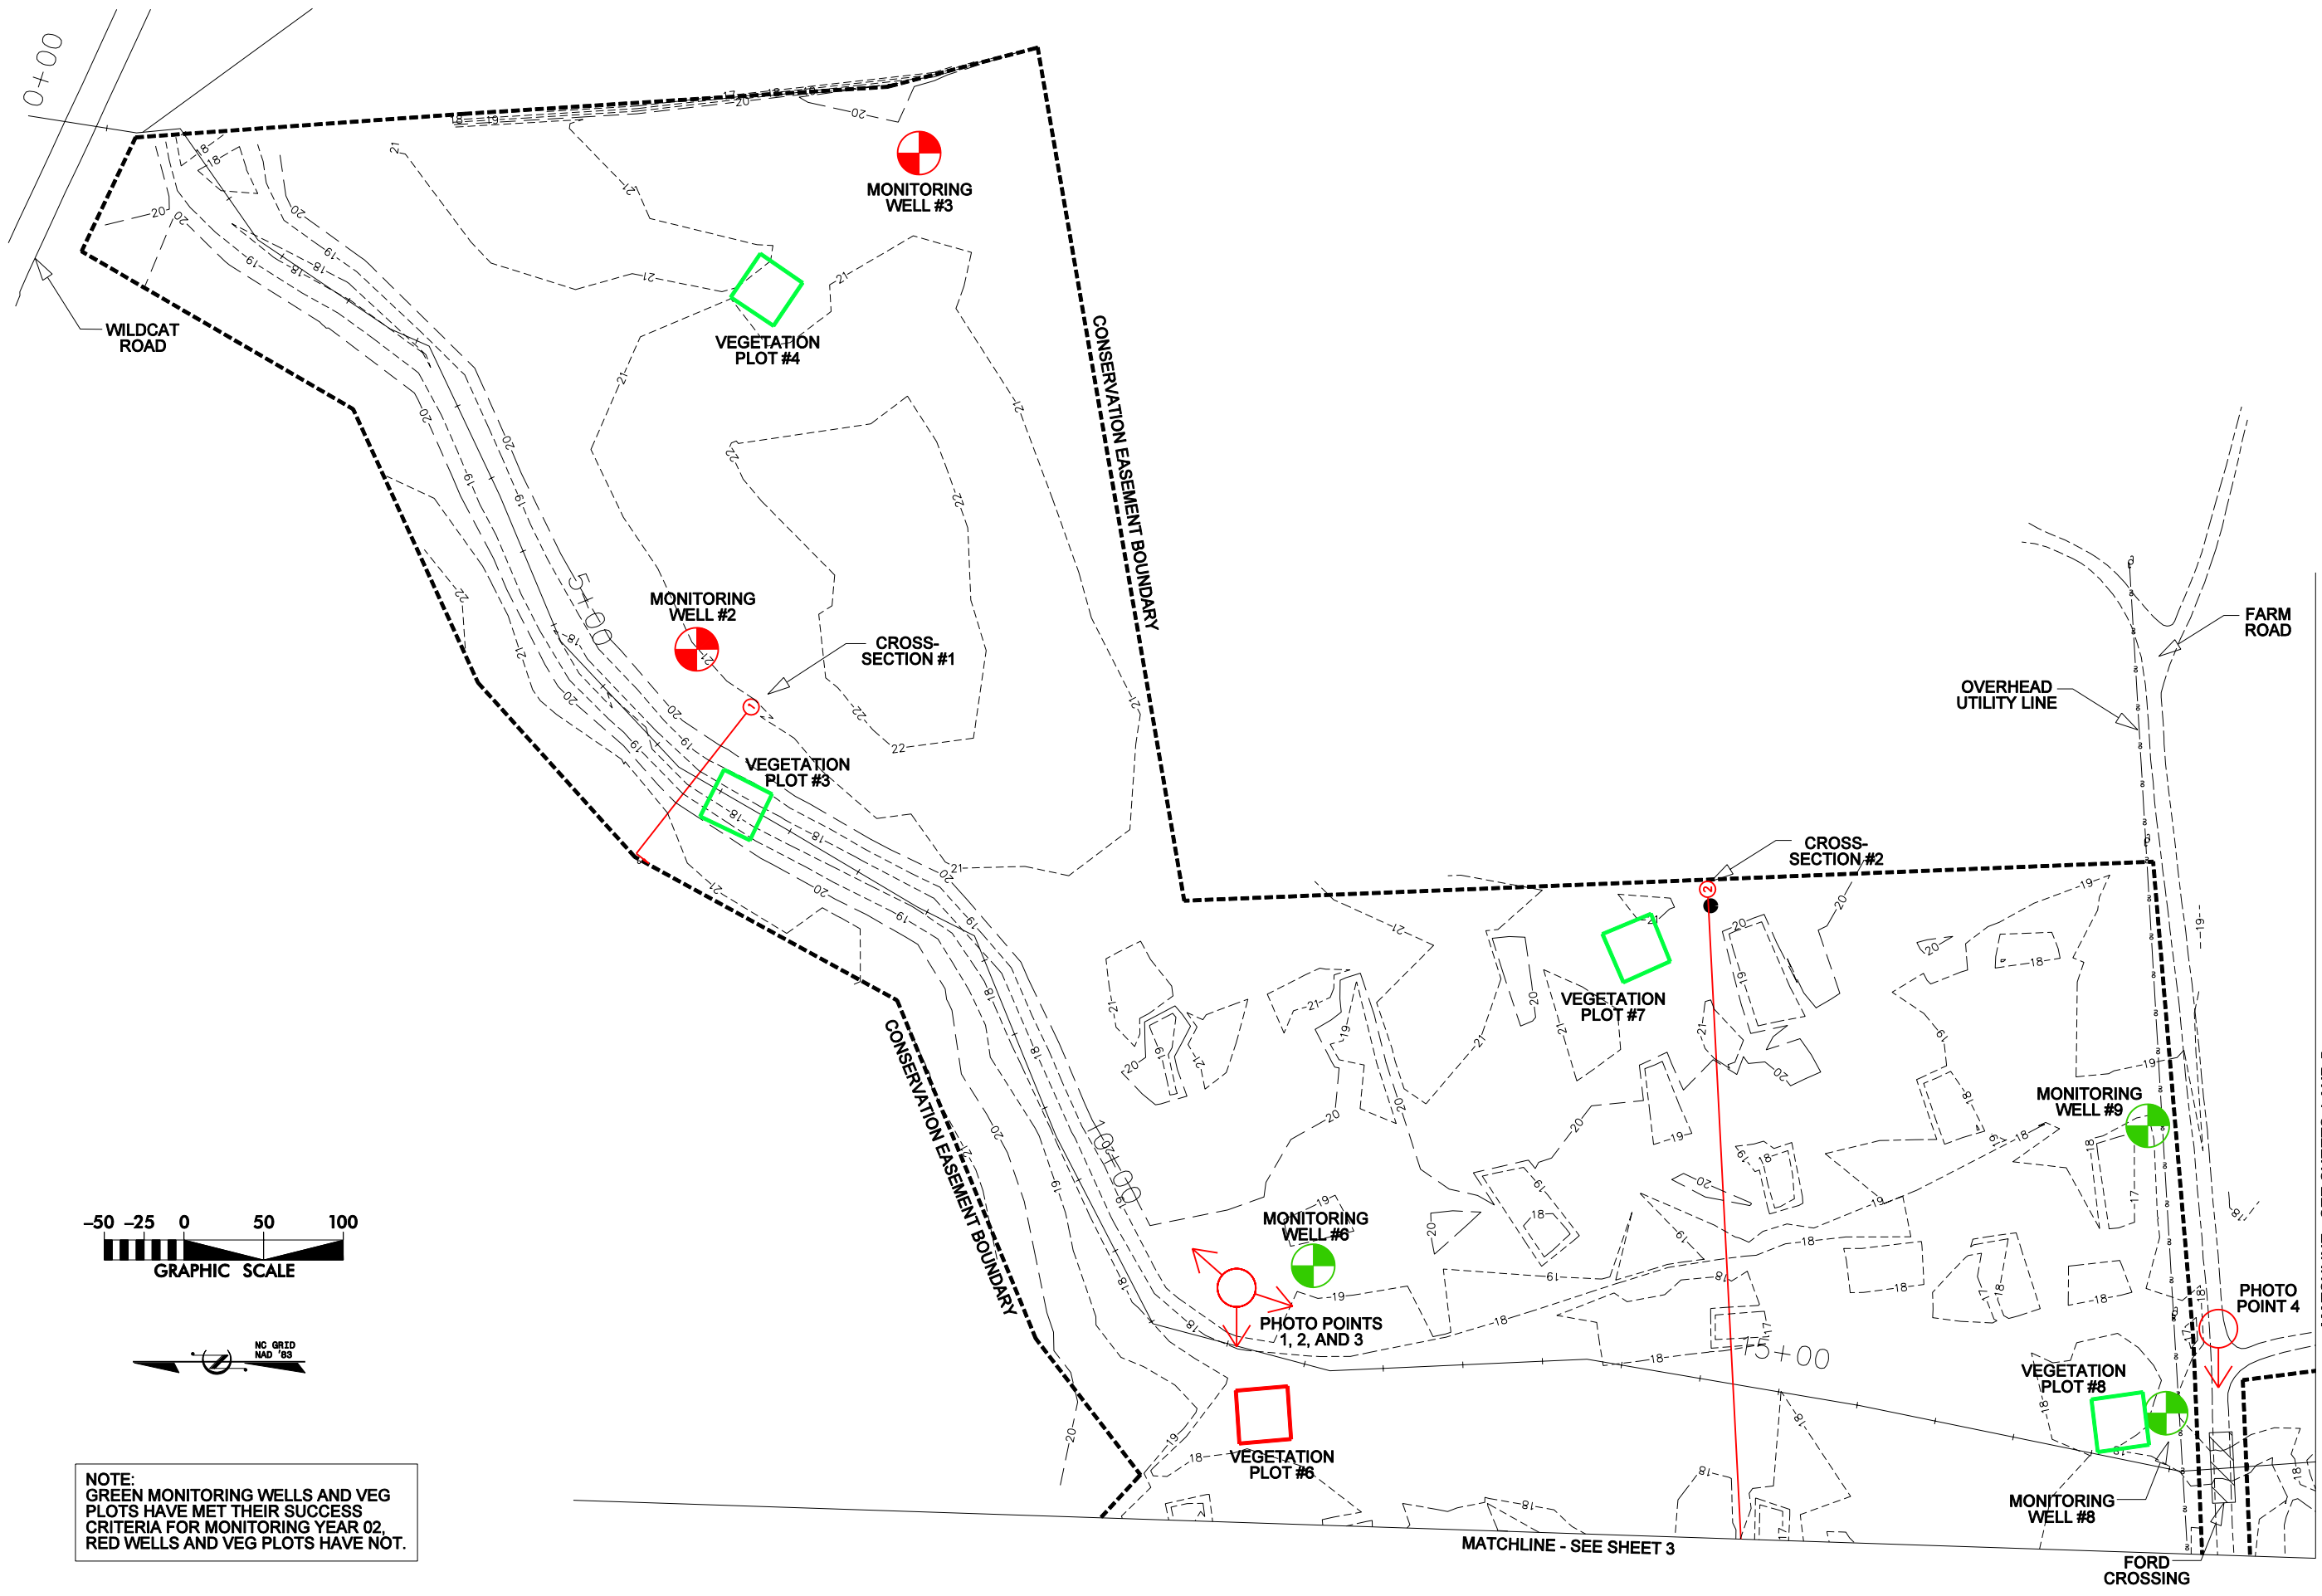 0+00
WILDCAT
ROAD
MONITORING
WELL #3
VEGETATION
PLOT #4
CONSERVATION EASEMENT BOUNDARY
5+00
MONITORING
WELL #2
CROSS-
SECTION #1
1
VEGETATION
PLOT #3
FARM
ROAD
OVERHEAD
UTILITY LINE
CROSS-
SECTION #2
2
VEGETATION
PLOT #7
CONSERVATION EASEMENT BOUNDARY
10+00
MONITORING
WELL #9
MONITORING
WELL #6
PHOTO POINTS
1, 2, AND 3
PHOTO
POINT 4
15+00
VEGETATION
PLOT #8
VEGETATION
PLOT #6
MONITORING
WELL #8
FORD
CROSSING
MATCHLINE - SEE SHEET 3
-50 -25 0 50 100
GRAPHIC SCALE
NC GRID
NAD '83
NOTE:
GREEN MONITORING WELLS AND VEG
PLOTS HAVE MET THEIR SUCCESS
CRITERIA FOR MONITORING YEAR 02,
RED WELLS AND VEG PLOTS HAVE NOT.